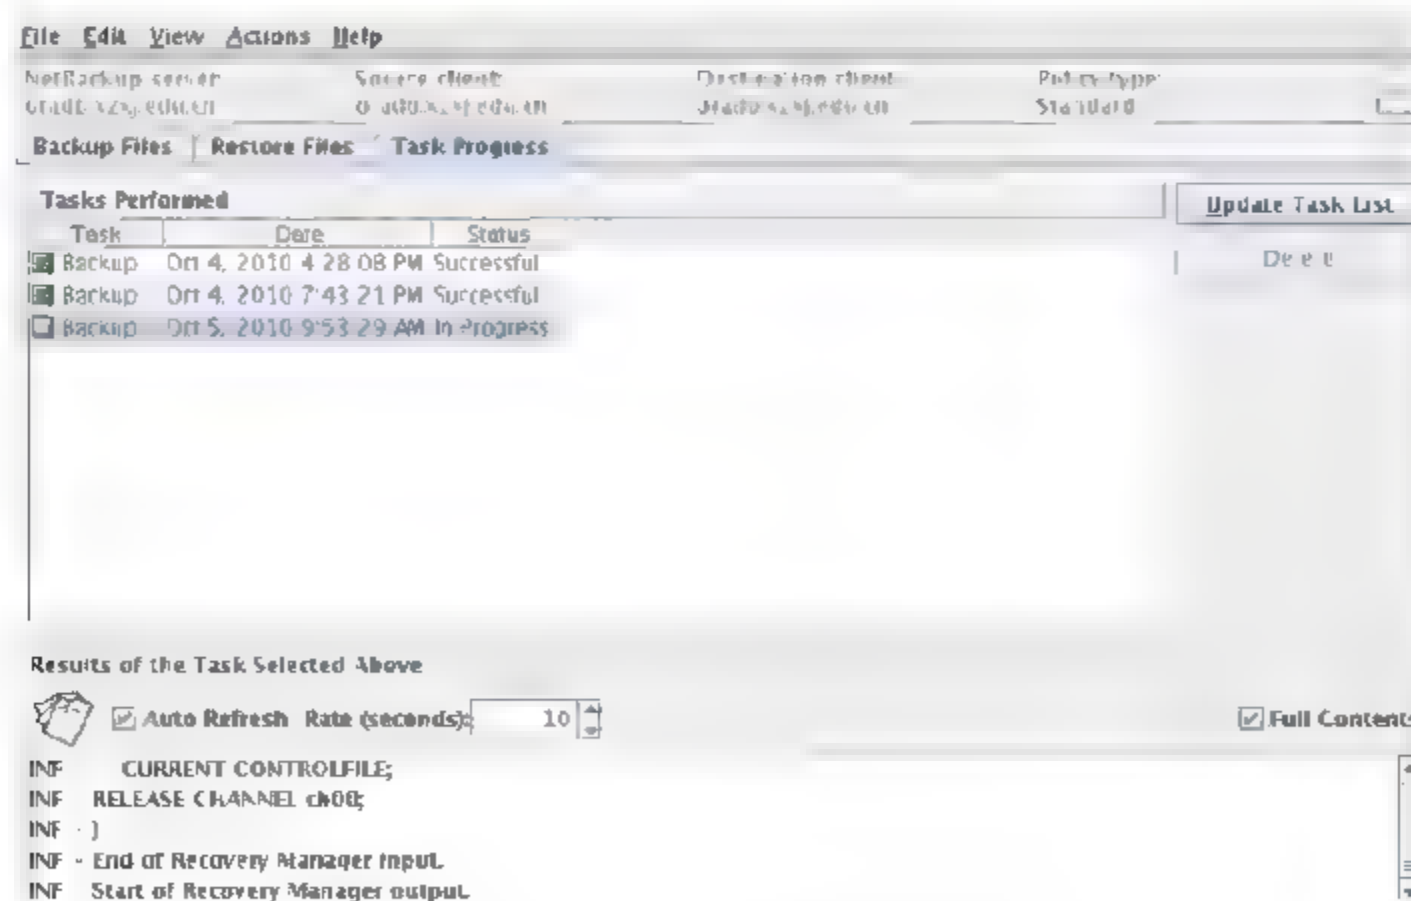 File Edit View Actions Help
NetBackup server Source client: Destination client: Policy type:
Standard
Backup Files Restore Files Task Progress
Tasks Performed
Update Task List
Task Date Status
Backup Oct 4, 2010 4:28:08 PM Successful
Delete
Backup Oct 4, 2010 7:43:21 PM Successful
Backup Oct 5, 2010 9:53:29 AM In Progress
Results of the Task Selected Above
Auto Refresh Rate (seconds): 10 Full Contents
INF CURRENT CONTROLFILE;
INF RELEASE CHANNEL ch00;
INF - }
INF - End of Recovery Manager input.
INF Start of Recovery Manager output.